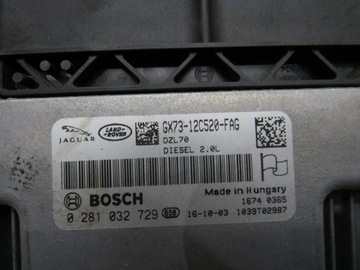 JAGUAR
LAND-ROVER
GX73-12C520-FAG
DZL70
DIESEL 2.0L
BOSCH
Made in Hungary
1674 0365
0 281 032 729 656
16-10-03 1039T02987